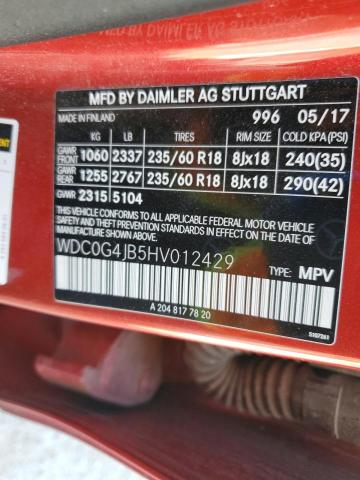 MFD BY DAIMLER AG STUTTGART
MADE IN FINLAND 996 05/17
KG LB TIRES RIM SIZE COLD KPA(PSI)
GAWR FRONT 1060 2337 235/60 R18 8Jx18 240(35)
GAWR REAR 1255 2767 235/60 R18 8Jx18 290(42)
GVWR 2315 5104
THIS VEHICLE CONFORMS TO ALL APPLICABLE FEDERAL MOTOR VEHICLE
SAFETY STANDARDS IN EFFECT ON THE DATE OF MANUFACTURE SHOWN ABOVE.
WDC0G4JB5HV012429
TYPE: MPV
A 204 817 78 20